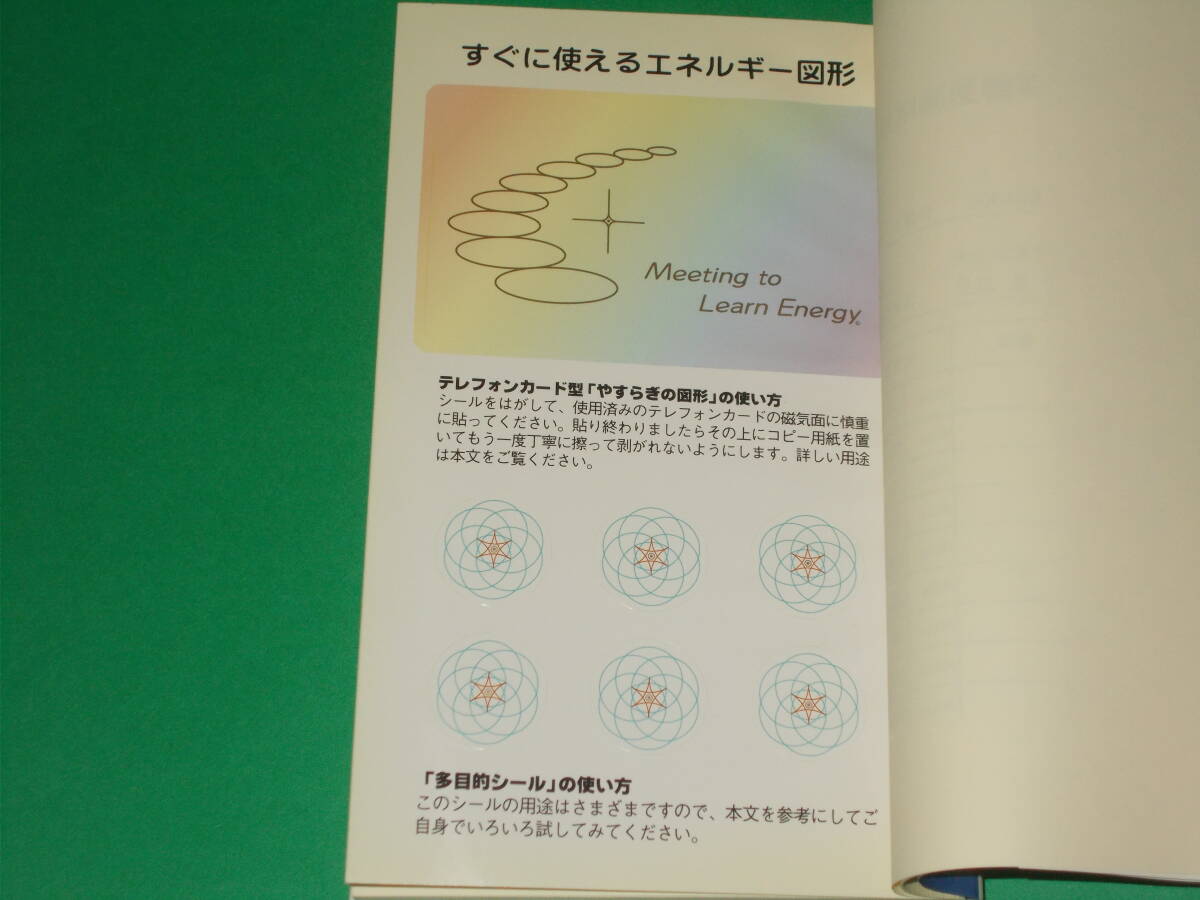 すぐに使えるエネルギー図形
Meeting to
Learn Energy®
テレフォンカード型「やすらぎの図形」の使い方
シールをはがして、使用済みのテレフォンカードの磁気面に慎重
に貼ってください。貼り終わりましたらその上にコピー用紙を置
いてもう一度丁寧に擦って剥がれないようにします。詳しい用途
は本文をご覧ください。
「多目的シール」の使い方
このシールの用途はさまざまですので、本文を参考にしてご
自身でいろいろ試してみてください。